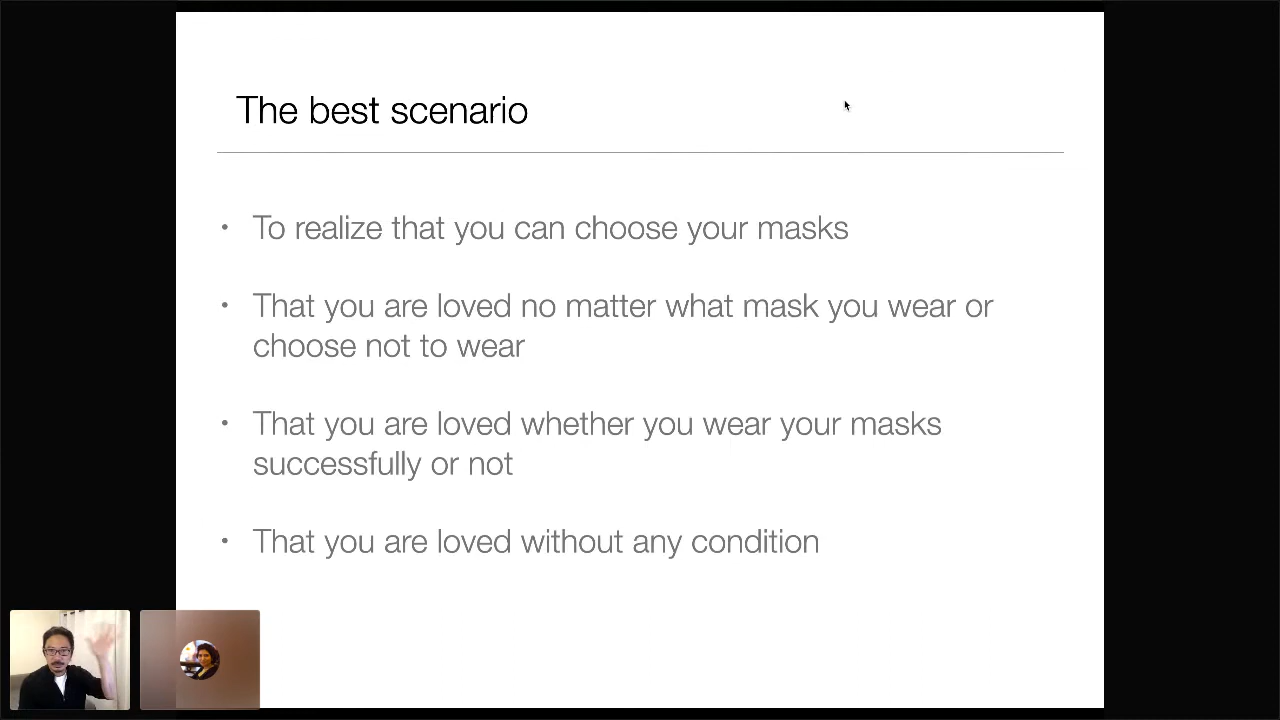 The best scenario
• To realize that you can choose your masks
• That you are loved no matter what mask you wear or
choose not to wear
• That you are loved whether you wear your masks
successfully or not
• That you are loved without any condition